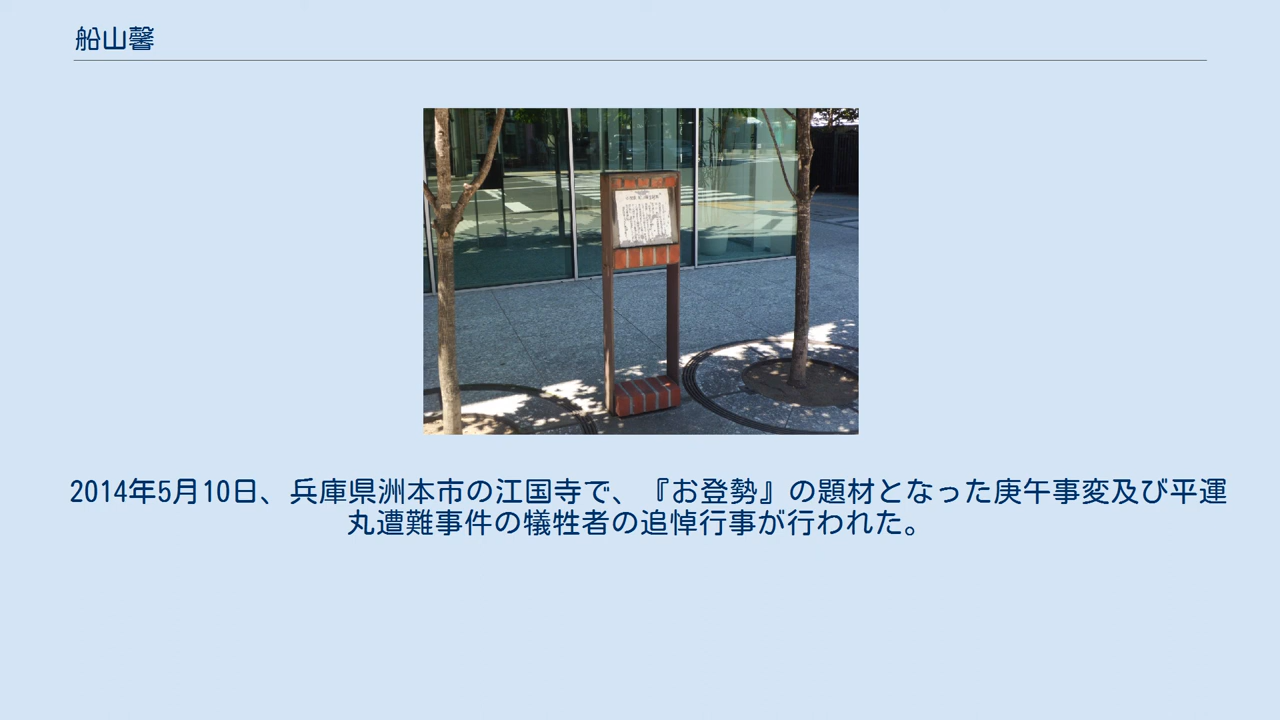 船山馨
2014年5月10日、兵庫県洲本市の江国寺で、『お登勢』の題材となった庚午事変及び平運
丸遭難事件の犠牲者の追悼行事が行われた。